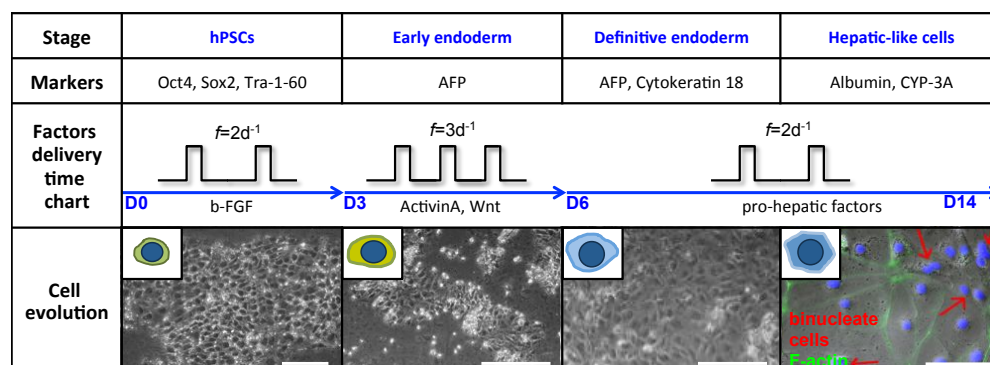 Stage hPSCs Early endoderm Definitive endoderm Hepatic-like cells
Markers Oct4, Sox2, Tra-1-60 AFP AFP, Cytokeratin 18 Albumin, CYP-3A
Factors
delivery
time
chart
f=2d⁻¹ f=3d⁻¹ f=2d⁻¹
D0 D3 D6 D14
b-FGF ActivinA, Wnt pro-hepatic factors
Cell
evolution
binucleate
cells
F-actin